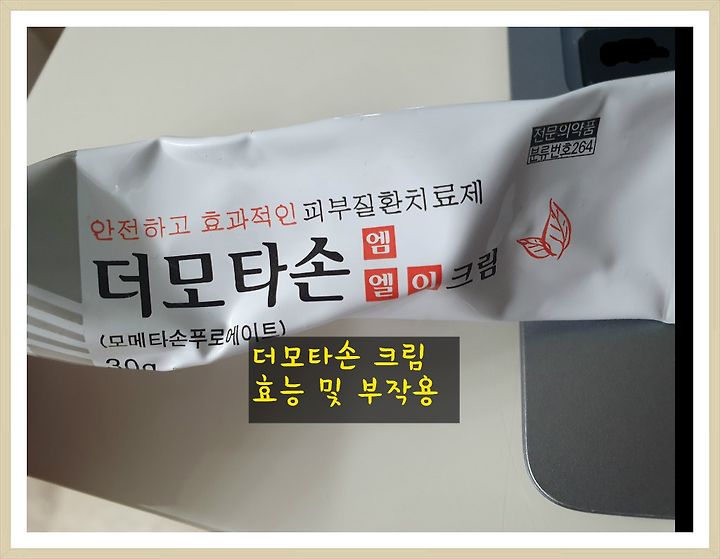 전문의약품
분류번호264
안전하고 효과적인 피부질환치료제
더모타손 엠엘이 크림
(모메타손푸로에이트)
30g
더모타손 크림
효능 및 부작용